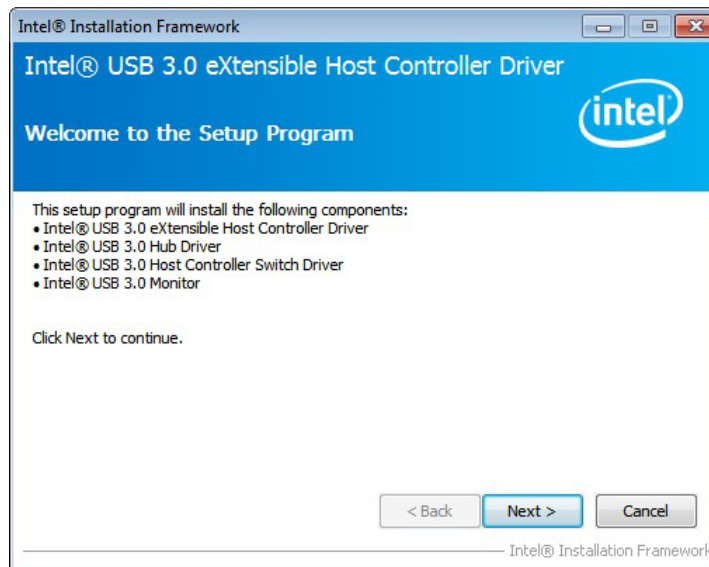 Intel® Installation Framework
Intel® USB 3.0 eXtensible Host Controller Driver
intel
Welcome to the Setup Program
This setup program will install the following components:
• Intel® USB 3.0 eXtensible Host Controller Driver
• Intel® USB 3.0 Hub Driver
• Intel® USB 3.0 Host Controller Switch Driver
• Intel® USB 3.0 Monitor
Click Next to continue.
< Back Next > Cancel
Intel® Installation Framework